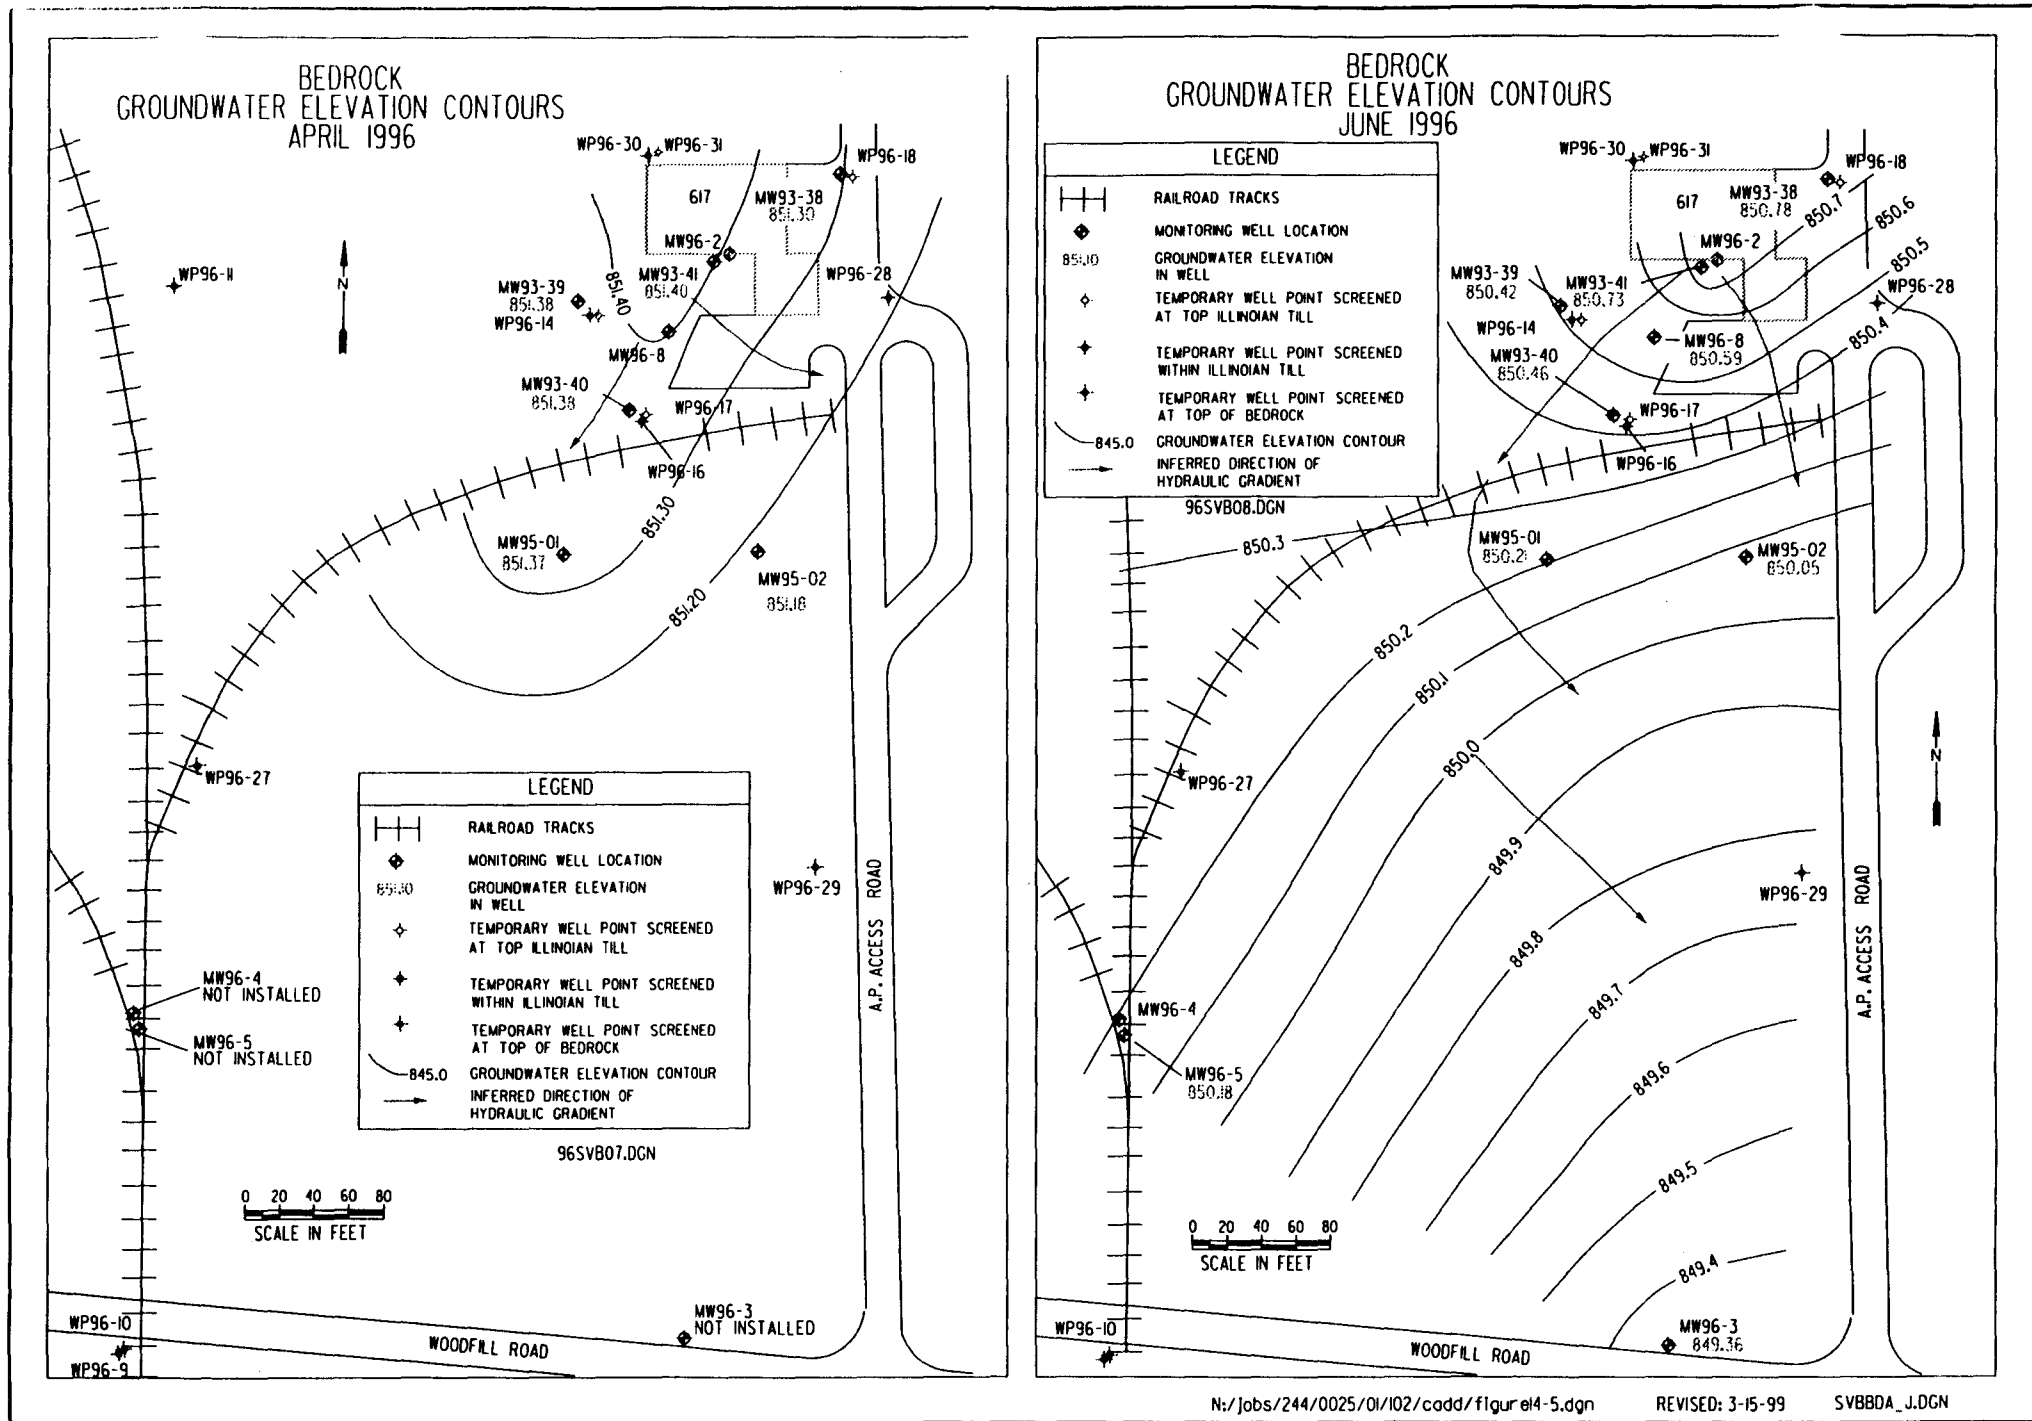 BEDROCK
GROUNDWATER ELEVATION CONTOURS
APRIL 1996
WP96-30
WP96-31
WP96-18
617
MW93-38
851.30
MW96-2
WP96-11
N
MW93-41
851.40
WP96-28
MW93-39
851.38
851.40
WP96-14
MW96-8
MW93-40
851.38
WP96-17
WP96-16
851.30
MW95-01
851.37
MW95-02
851.18
851.20
WP96-27
LEGEND
RAILROAD TRACKS
MONITORING WELL LOCATION
851.10
GROUNDWATER ELEVATION
IN WELL
TEMPORARY WELL POINT SCREENED
AT TOP ILLINOIAN TILL
TEMPORARY WELL POINT SCREENED
WITHIN ILLINOIAN TILL
TEMPORARY WELL POINT SCREENED
AT TOP OF BEDROCK
845.0
GROUNDWATER ELEVATION CONTOUR
INFERRED DIRECTION OF
HYDRAULIC GRADIENT
96SVB07.DGN
WP96-29
A.P. ACCESS ROAD
MW96-4
NOT INSTALLED
MW96-5
NOT INSTALLED
0 20 40 60 80
SCALE IN FEET
MW96-3
NOT INSTALLED
WP96-10
WOODFILL ROAD
WP96-9
BEDROCK
GROUNDWATER ELEVATION CONTOURS
JUNE 1996
LEGEND
RAILROAD TRACKS
MONITORING WELL LOCATION
851.10
GROUNDWATER ELEVATION
IN WELL
TEMPORARY WELL POINT SCREENED
AT TOP ILLINOIAN TILL
TEMPORARY WELL POINT SCREENED
WITHIN ILLINOIAN TILL
TEMPORARY WELL POINT SCREENED
AT TOP OF BEDROCK
845.0
GROUNDWATER ELEVATION CONTOUR
INFERRED DIRECTION OF
HYDRAULIC GRADIENT
96SVB08.DGN
WP96-30
WP96-31
WP96-18
617
MW93-38
850.78
850.7
850.6
MW96-2
850.5
MW93-39
850.42
MW93-41
850.73
WP96-28
WP96-14
850.4
MW96-8
850.59
MW93-40
850.46
WP96-17
WP96-16
850.3
MW95-01
850.21
MW95-02
850.05
850.2
850.1
850.0
N
WP96-27
849.9
WP96-29
A.P. ACCESS ROAD
849.8
849.7
MW96-4
MW96-5
850.18
849.6
849.5
0 20 40 60 80
SCALE IN FEET
849.4
WP96-10
WOODFILL ROAD
MW96-3
849.36
N:/jobs/244/0025/01/102/cadd/figure14-5.dgn
REVISED: 3-15-99
SVBBDA_J.DGN